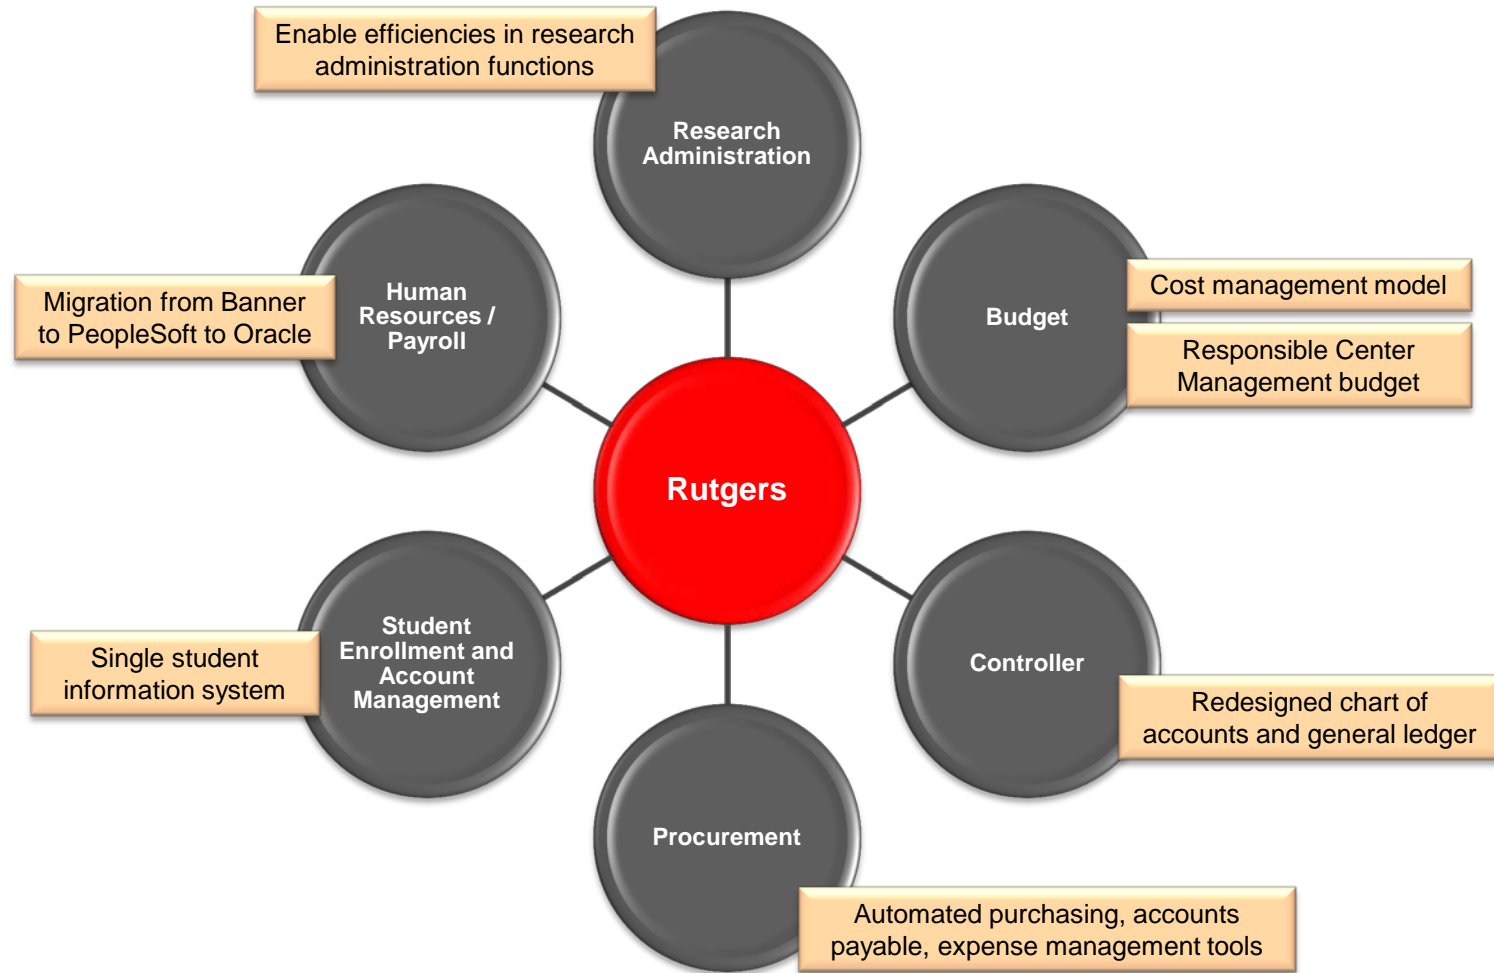 Enable efficiencies in research
administration functions
Research
Administration
Human
Resources /
Payroll
Migration from Banner
to PeopleSoft to Oracle
Budget
Cost management model
Responsible Center
Management budget
Rutgers
Student
Enrollment and
Account
Management
Single student
information system
Controller
Redesigned chart of
accounts and general ledger
Procurement
Automated purchasing, accounts
payable, expense management tools